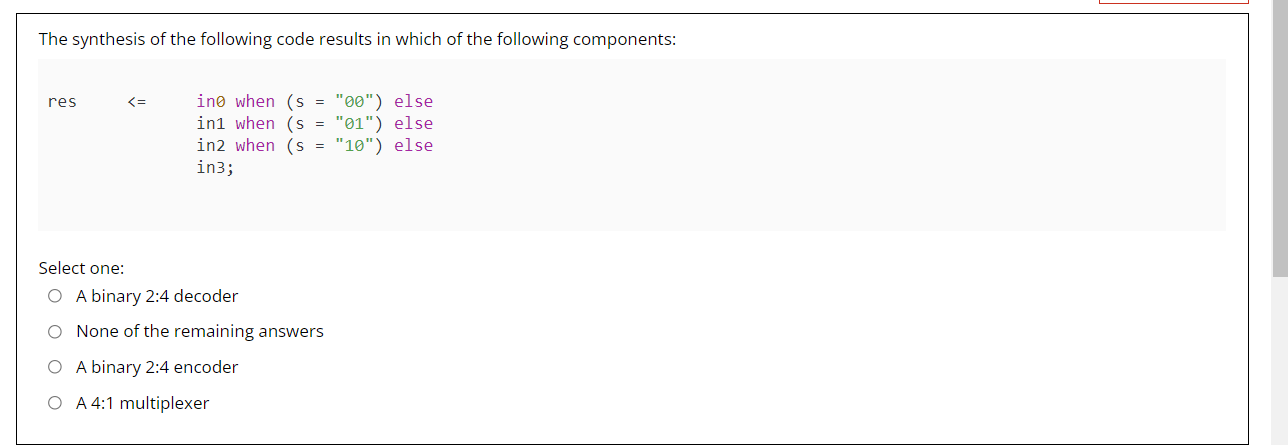 The synthesis of the following code results in which of the following components:
res <= in0 when (s = "00") else
in1 when (s = "01") else
in2 when (s = "10") else
in3;
Select one:
A binary 2:4 decoder
None of the remaining answers
A binary 2:4 encoder
A 4:1 multiplexer